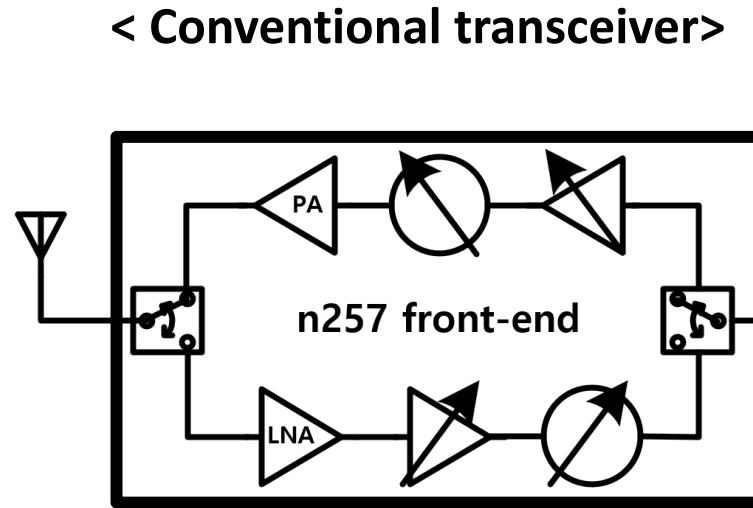 < Conventional transceiver>
PA
n257 front-end
LNA